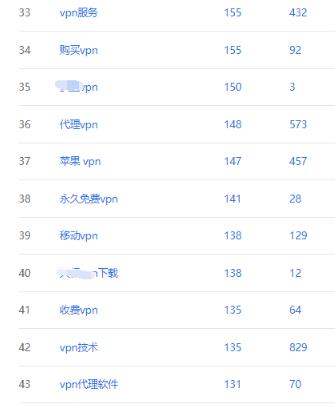 33 vpn服务 155 432
34 购买vpn 155 92
35 vpn 150 3
36 代理vpn 148 573
37 苹果 vpn 147 457
38 永久免费vpn 141 28
39 移动vpn 138 129
40 下载 138 12
41 收费vpn 135 64
42 vpn技术 135 829
43 vpn代理软件 131 70